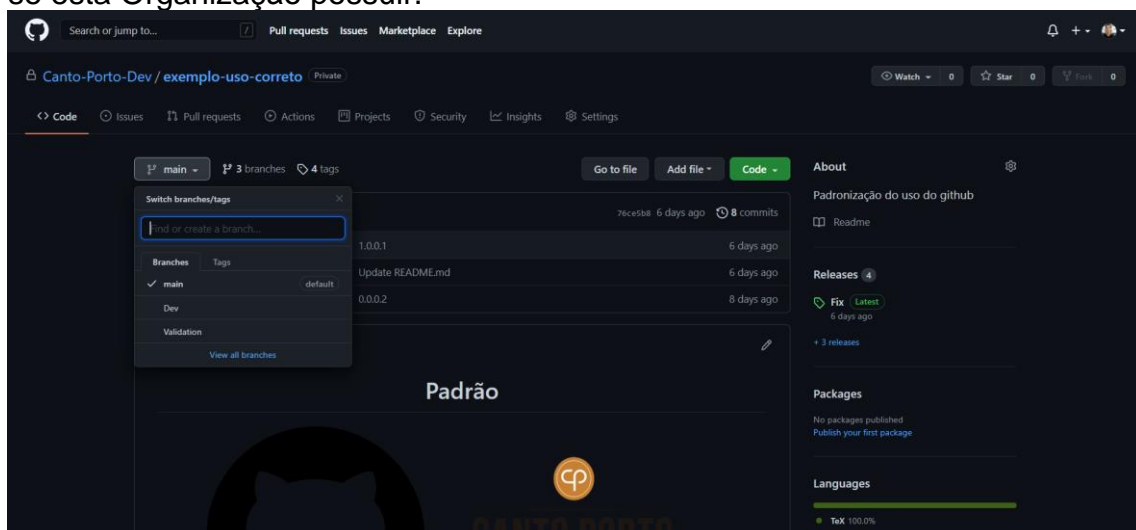 se esta Organização possuir.
Search or jump to... / Pull requests Issues Marketplace Explore
Canto-Porto-Dev / exemplo-uso-correto Private
Watch 0 Star 0 Fork 0
Code Issues Pull requests Actions Projects Security Insights Settings
main 3 branches 4 tags Go to file Add file Code
Switch branches/tags
Find or create a branch...
Branches Tags
main default
Dev
Validation
View all branches
76ce5b8 6 days ago 8 commits
1.0.0.1 6 days ago
Update README.md 6 days ago
0.0.0.2 8 days ago
Padrão
CANTO PORTO
About
Padronização do uso do github
Readme
Releases 4
Fix Latest
6 days ago
+ 3 releases
Packages
No packages published
Publish your first package
Languages
TeX 100.0%